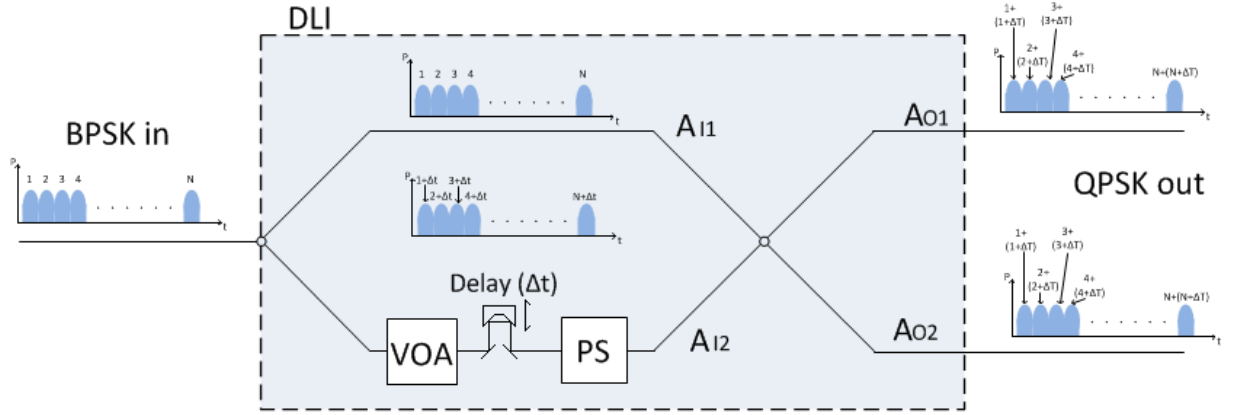 DLI
BPSK in
P
1 2 3 4
N
t
P
1 2 3 4
N
t
A I1
P
1+Δt 3+Δt
2+Δt 4+Δt
N+Δt
t
Delay (Δt)
VOA
PS
A I2
AO1
AO2
1+
(1+ΔT)
2+
(2+ΔT)
3+
(3+ΔT)
4+
(4+ΔT)
N+(N+ΔT)
P
t
QPSK out
1+
(1+ΔT)
2+
(2+ΔT)
3+
(3+ΔT)
4+
(4+ΔT)
N+(N+ΔT)
P
t